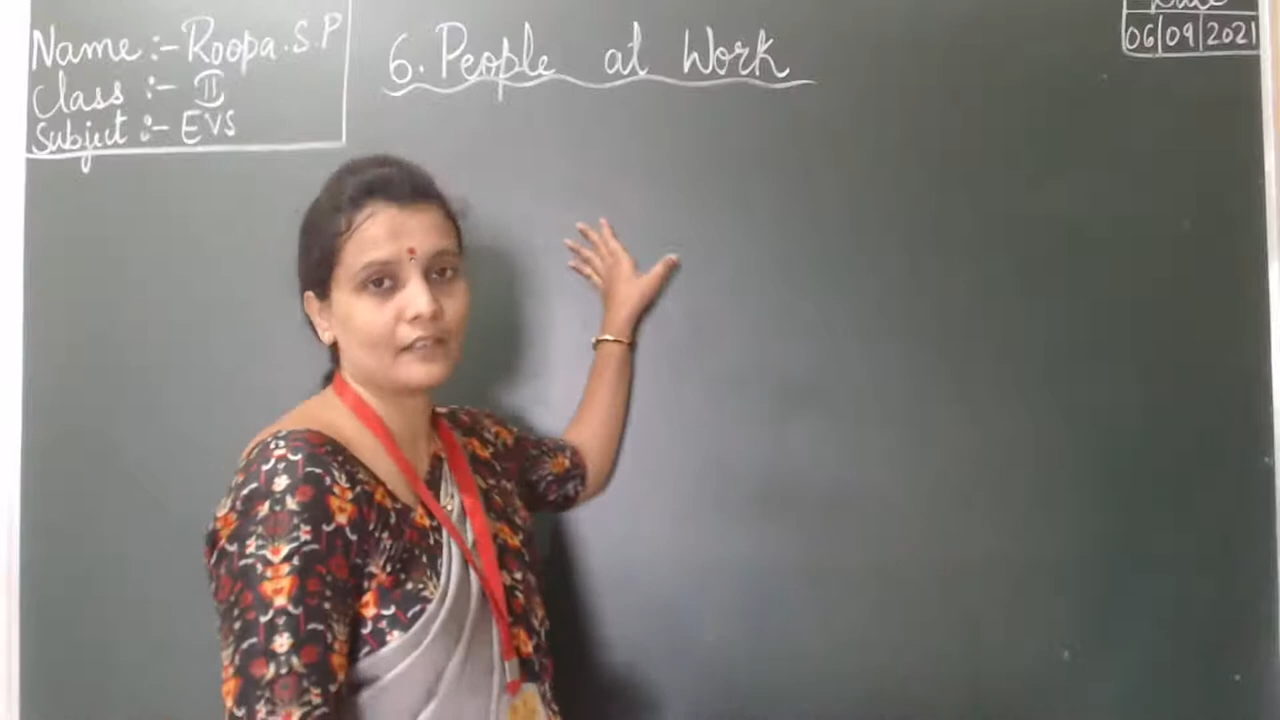 Name :- Roopa.S.P
Class :- II
Subject :- EVS
6. People at Work
Date
06|09|2021